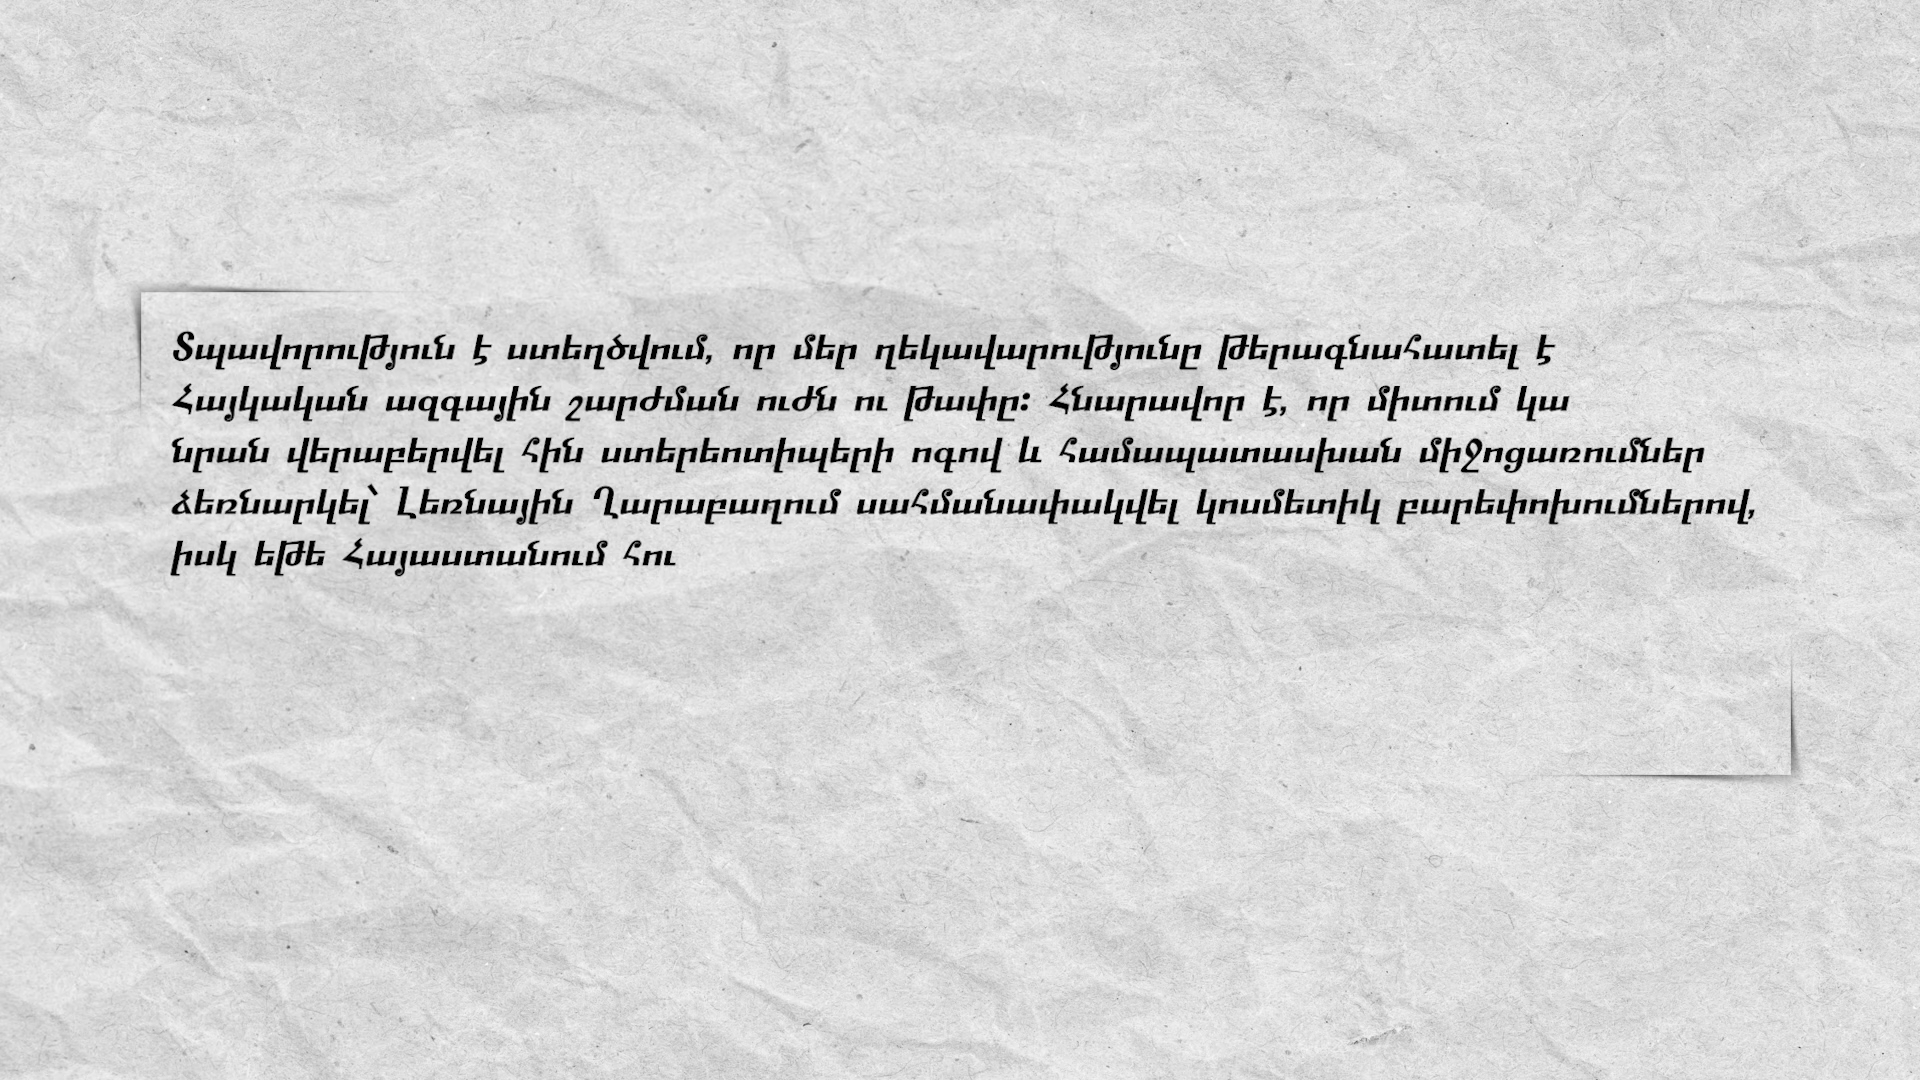 Տպավորություն է ստեղծվում, որ մեր ղեկավարությունը թերագնահատել է
Հայկական ազգային շարժման ուժն ու թափը: Հնարավոր է, որ միտում կա
նրան վերաբերվել հին ստերեոտիպերի ոգով և համապատասխան միջոցառումներ
ձեռնարկել՝ Լեռնային Ղարաբաղում սահմանափակվել կոսմետիկ բարեփոխումներով,
իսկ եթե Հայաստանում հու